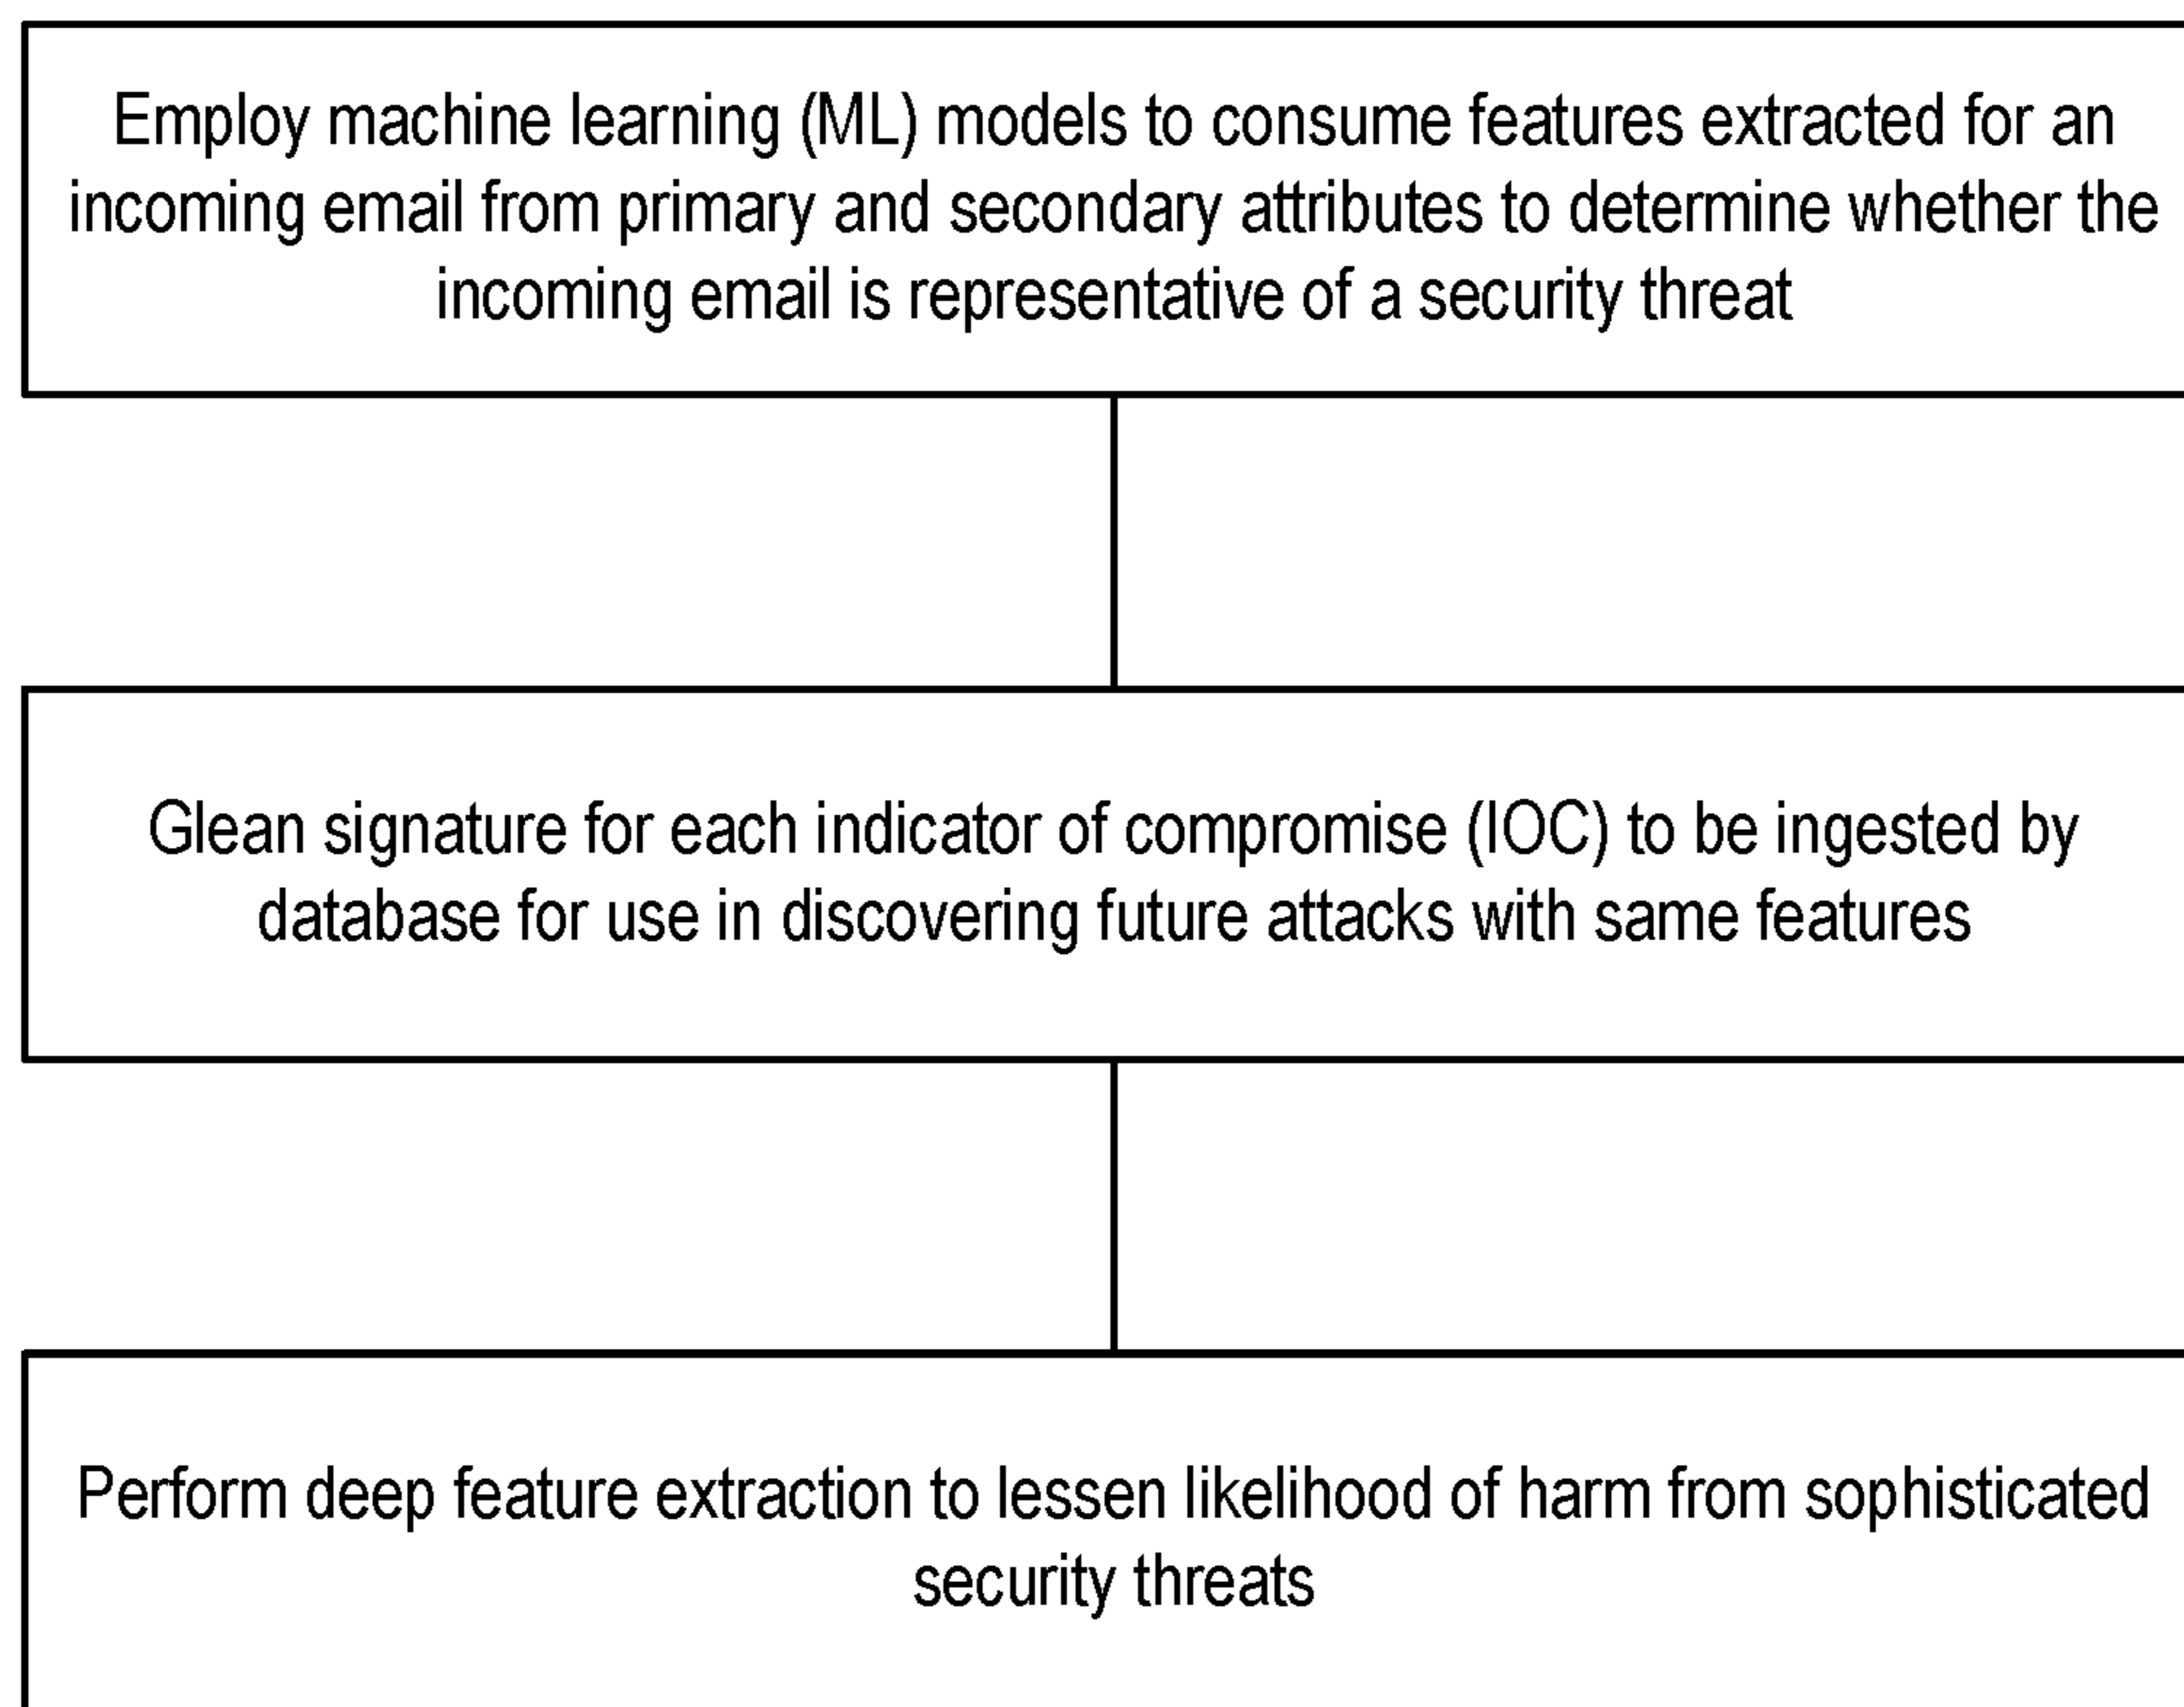 Employ machine learning (ML) models to consume features extracted for an
incoming email from primary and secondary attributes to determine whether the
incoming email is representative of a security threat
Glean signature for each indicator of compromise (IOC) to be ingested by
database for use in discovering future attacks with same features
Perform deep feature extraction to lessen likelihood of harm from sophisticated
security threats